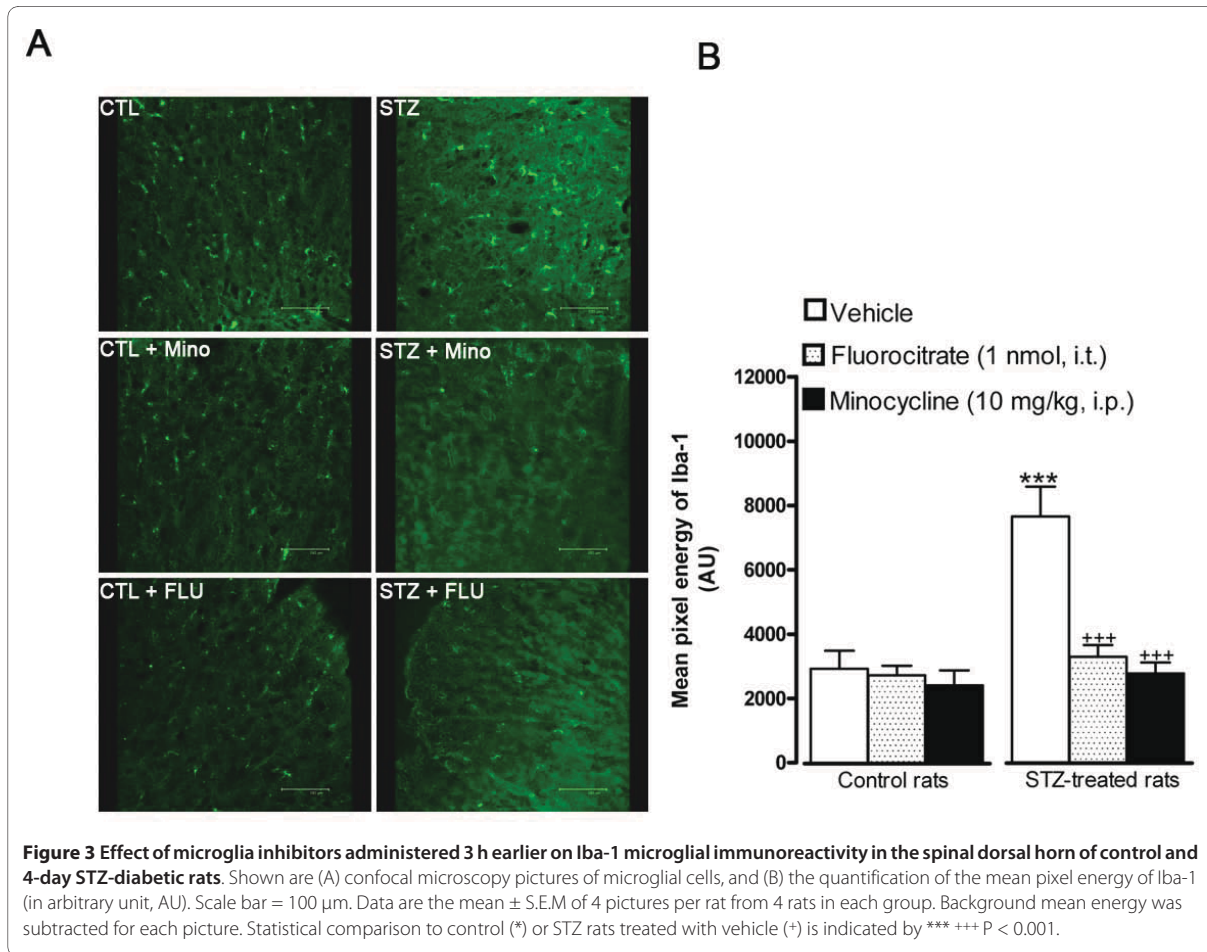 A
B
CTL
STZ
CTL + Mino
STZ + Mino
CTL + FLU
STZ + FLU
Vehicle
Fluorocitrate (1 nmol, i.t.)
Minocycline (10 mg/kg, i.p.)
Mean pixel energy of Iba-1
(AU)
12000
10000
8000
6000
4000
2000
0
***
+++
+++
Control rats
STZ-treated rats
Figure 3 Effect of microglia inhibitors administered 3 h earlier on Iba-1 microglial immunoreactivity in the spinal dorsal horn of control and
4-day STZ-diabetic rats. Shown are (A) confocal microscopy pictures of microglial cells, and (B) the quantification of the mean pixel energy of Iba-1
(in arbitrary unit, AU). Scale bar = 100 μm. Data are the mean ± S.E.M of 4 pictures per rat from 4 rats in each group. Background mean energy was
subtracted for each picture. Statistical comparison to control (*) or STZ rats treated with vehicle (+) is indicated by *** +++ P < 0.001.